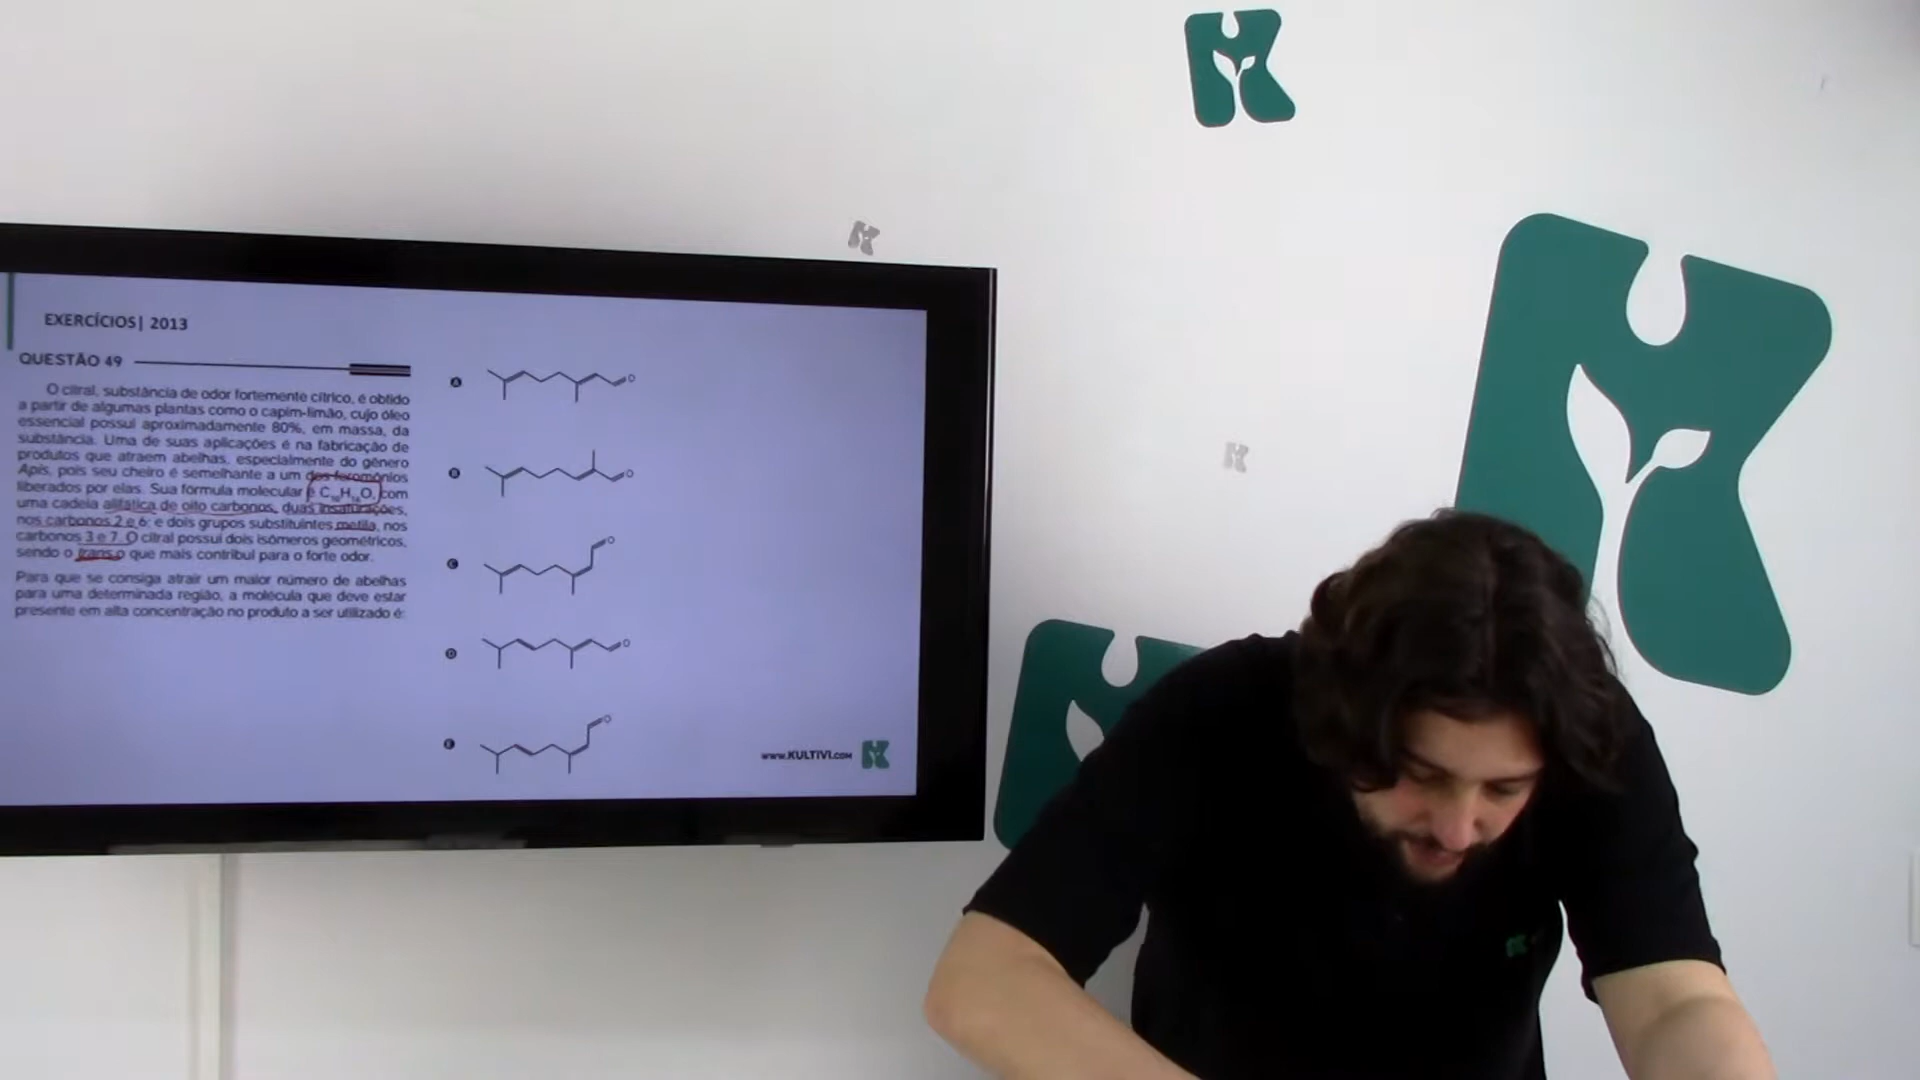 EXERCÍCIOS| 2013
QUESTÃO 49
O citral, substância de odor fortemente cítrico, é obtido
a partir de algumas plantas como o capim-limão, cujo óleo
essencial possui aproximadamente 80%, em massa, da
substância. Uma de suas aplicações é na fabricação de
produtos que atraem abelhas, especialmente do gênero
Apis, pois seu cheiro é semelhante a um dos feromônios
liberados por elas. Sua fórmula molecular é C₁₀H₁₆O, com
uma cadeia alifática de oito carbonos, duas insaturações,
nos carbonos 2 e 6; e dois grupos substituintes metila, nos
carbonos 3 e 7. O citral possui dois isômeros geométricos,
sendo o trans o que mais contribui para o forte odor.
Para que se consiga atrair um maior número de abelhas
para uma determinada região, a molécula que deve estar
presente em alta concentração no produto a ser utilizado é:
A
O
B
O
C
O
D
O
E
O
www.KULTIVI.COM